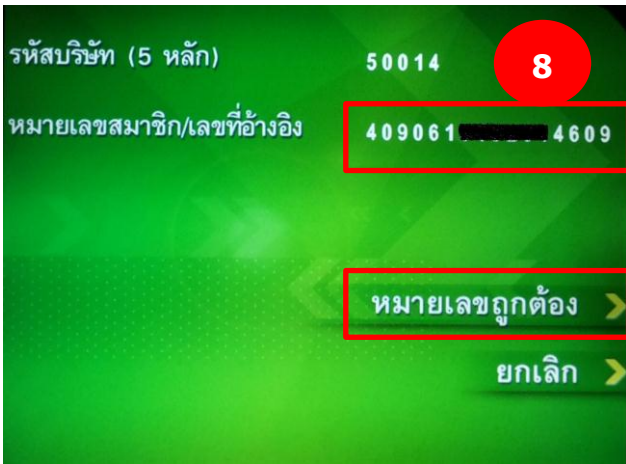 รหัสบริษัท (5 หลัก) 50014
8
หมายเลขสมาชิก/เลขที่อ้างอิง 409061 4609
หมายเลขถูกต้อง
ยกเลิก